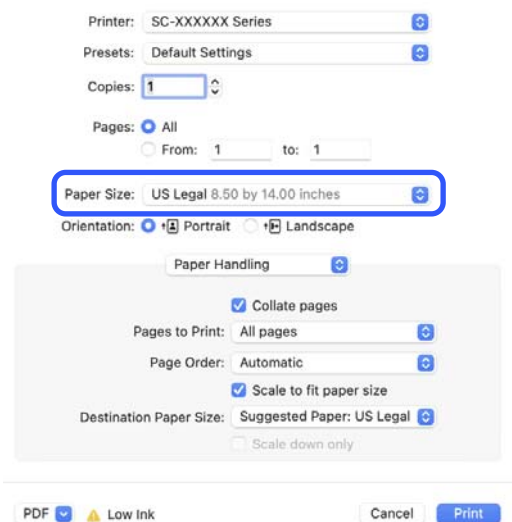 Printer: SC-XXXXXX Series
Presets: Default Settings
Copies: 1
Pages: All
From: 1 to: 1
Paper Size: US Legal 8.50 by 14.00 inches
Orientation: Portrait Landscape
Paper Handling
Collate pages
Pages to Print: All pages
Page Order: Automatic
Scale to fit paper size
Destination Paper Size: Suggested Paper: US Legal
Scale down only
PDF Low Ink Cancel Print